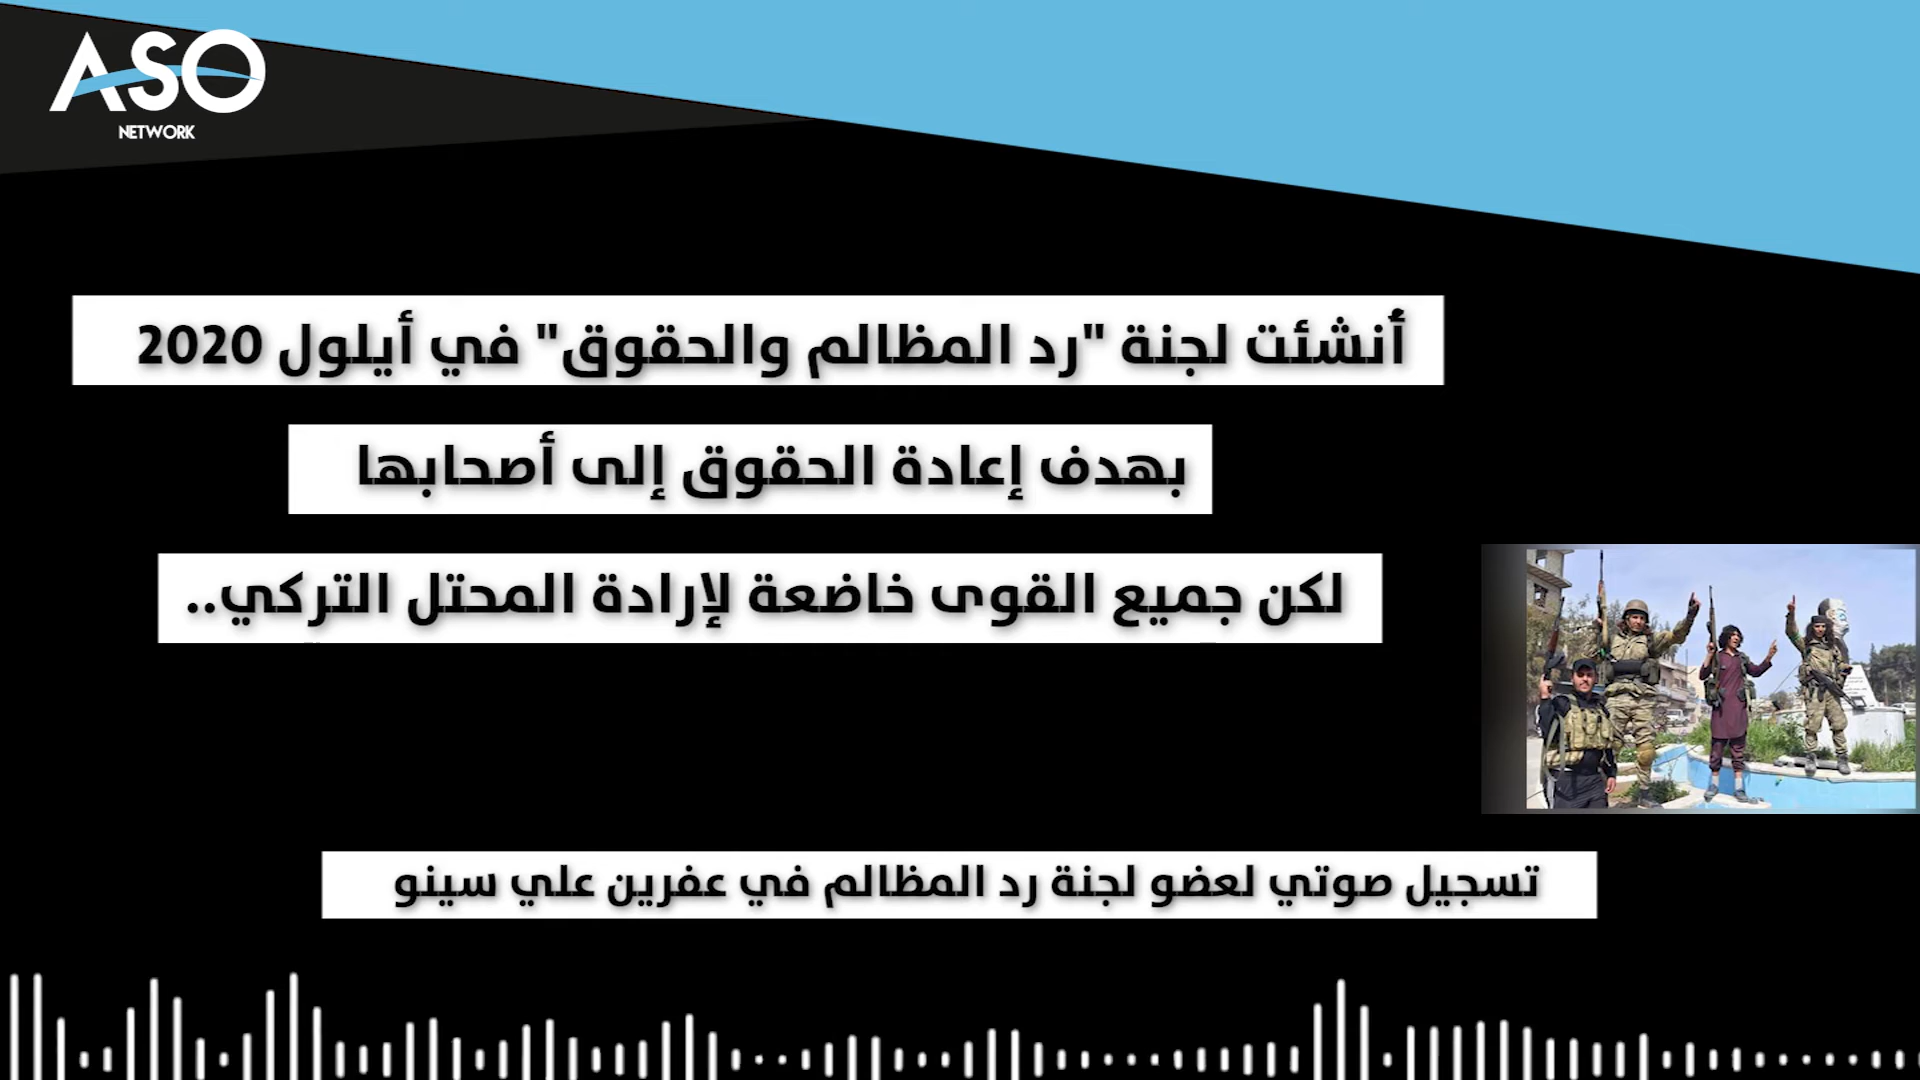 ASO
NETWORK
أُنشئت لجنة "رد المظالم والحقوق" في أيلول 2020
بهدف إعادة الحقوق إلى أصحابها
لكن جميع القوى خاضعة لإرادة المحتل التركي..
تسجيل صوتي لعضو لجنة رد المظالم في عفرين علي سينو